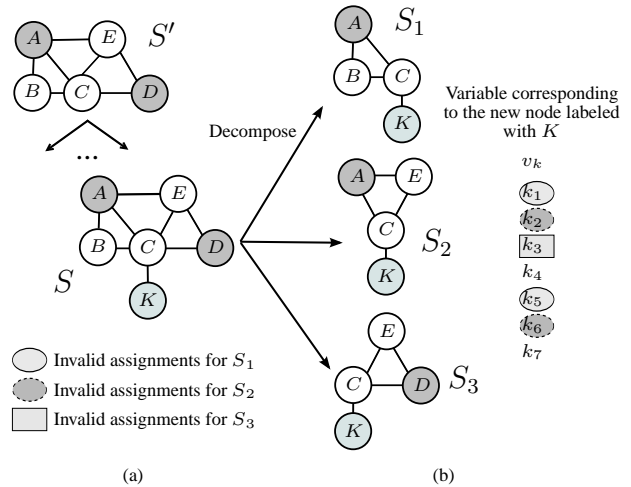 A
E
S′
B
C
D
...
A
E
B
C
D
S
K
Invalid assignments for S1
Invalid assignments for S2
Invalid assignments for S3
(a)
Decompose
A
S1
B
C
K
A
E
C
S2
K
E
C
D
S3
K
(b)
Variable corresponding
to the new node labeled
with K
vk
k1
k2
k3
k4
k5
k6
k7